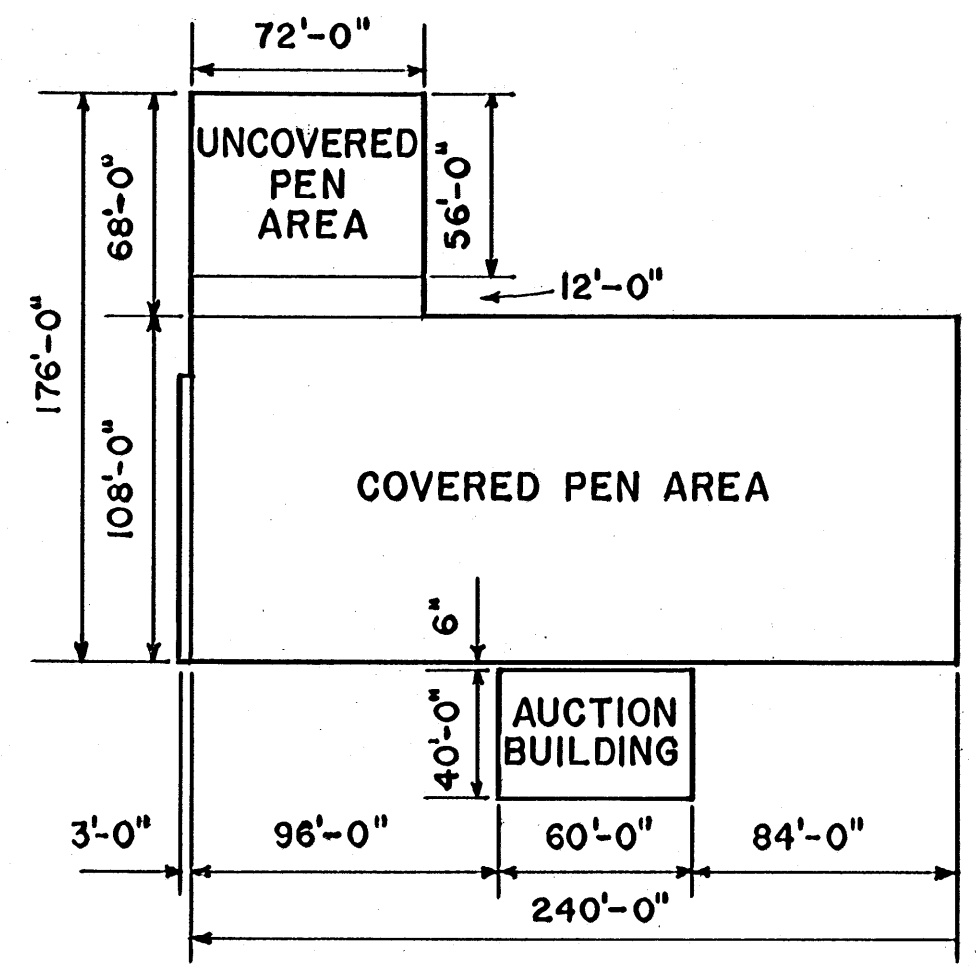 72'-0"
UNCOVERED
PEN
AREA
68'-0"
56'-0"
12'-0"
176'-0"
108'-0"
COVERED PEN AREA
6"
40'-0"
AUCTION
BUILDING
3'-0"
96'-0"
60'-0"
84'-0"
240'-0"